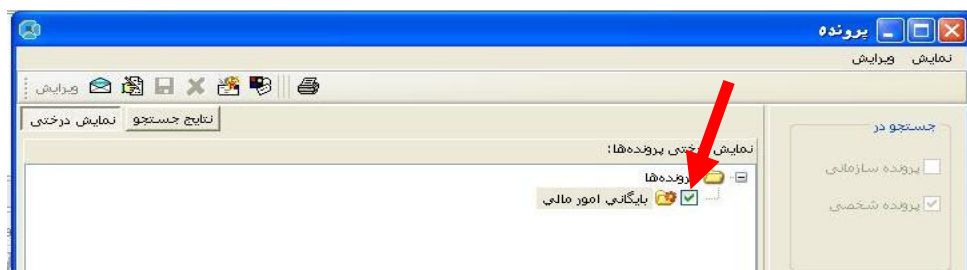 پرونده
نمایش ویرایش
ویرایش
نتایج جستجو نمایش درختی
جستجو در
نمایش درختی پرونده‌ها:
پرونده سازمانی
پرونده‌ها
بایگانی امور مالی
پرونده شخصی